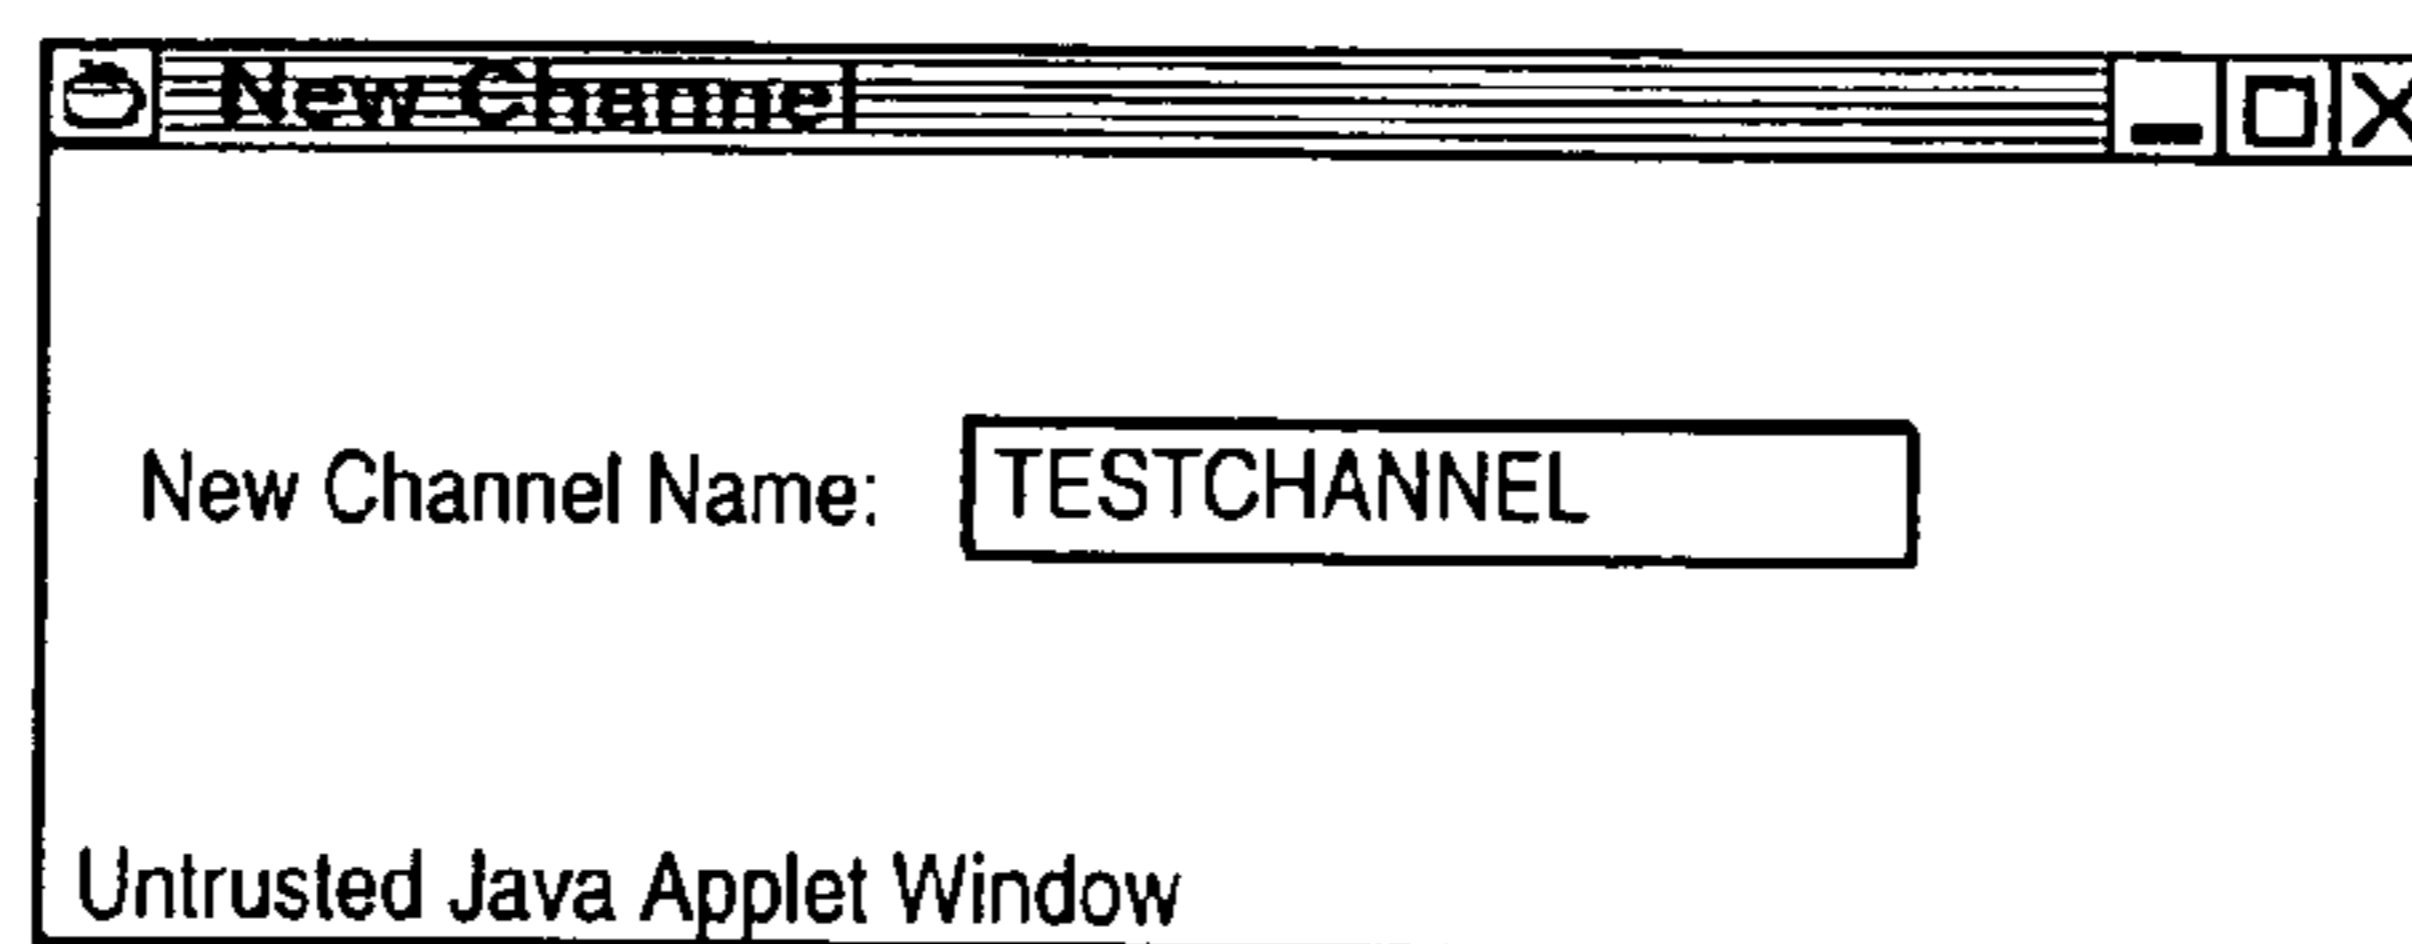 New Channel
New Channel Name: TESTCHANNEL
Untrusted Java Applet Window